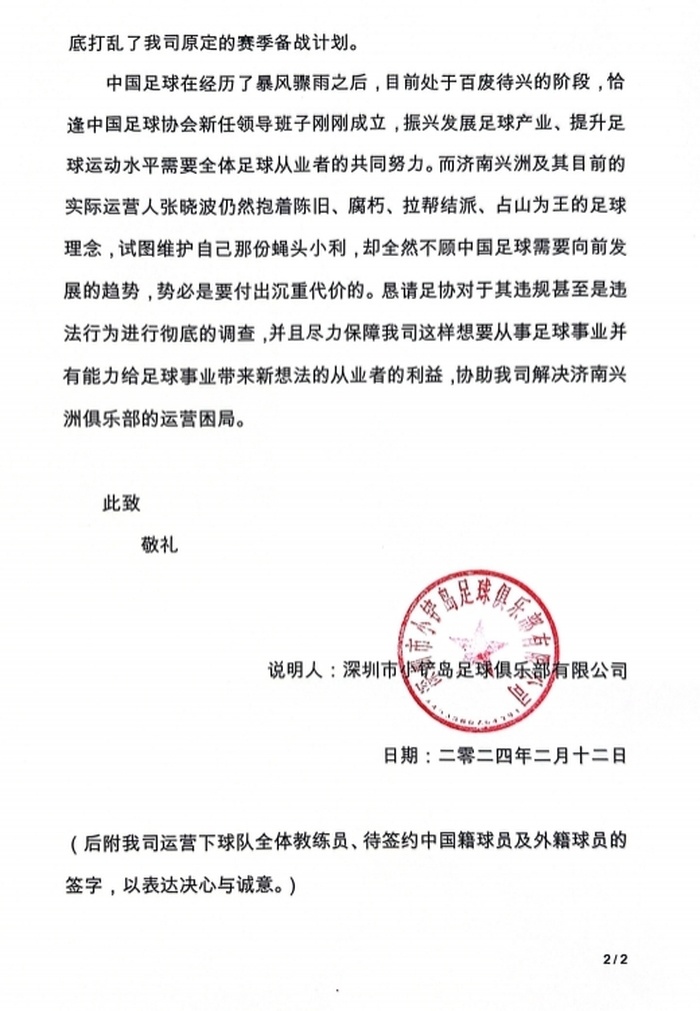 底打乱了我司原定的赛季备战计划。
中国足球在经历了暴风骤雨之后，目前处于百废待兴的阶段，恰
逢中国足球协会新任领导班子刚刚成立，振兴发展足球产业、提升足
球运动水平需要全体足球从业者的共同努力。而济南兴洲及其目前的
实际运营人张晓波仍然抱着陈旧、腐朽、拉帮结派、占山为王的足球
理念，试图维护自己那份蝇头小利，却全然不顾中国足球需要向前发
展的趋势，势必是要付出沉重代价的。恳请足协对于其违规甚至是违
法行为进行彻底的调查，并且尽力保障我司这样想要从事足球事业并
有能力给足球事业带来新想法的从业者的利益，协助我司解决济南兴
洲俱乐部的运营困局。
此致
敬礼
深圳市小铲岛足球俱乐部有限公司
说明人：深圳市小铲岛足球俱乐部有限公司
日期：二零二四年二月十二日
（后附我司运营下球队全体教练员、待签约中国籍球员及外籍球员的
签字，以表达决心与诚意。）
2/2